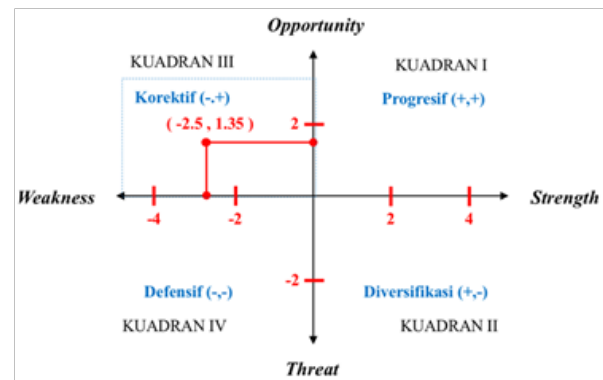 Opportunity
KUADRAN III
KUADRAN I
Korektif (-.+)
Progresif (+,+)
( -2.5 , 1.35 )
2
Weakness
Strength
-4
-2
2
4
-2
Defensif (-,-)
Diversifikasi (+,-)
KUADRAN IV
KUADRAN II
Threat